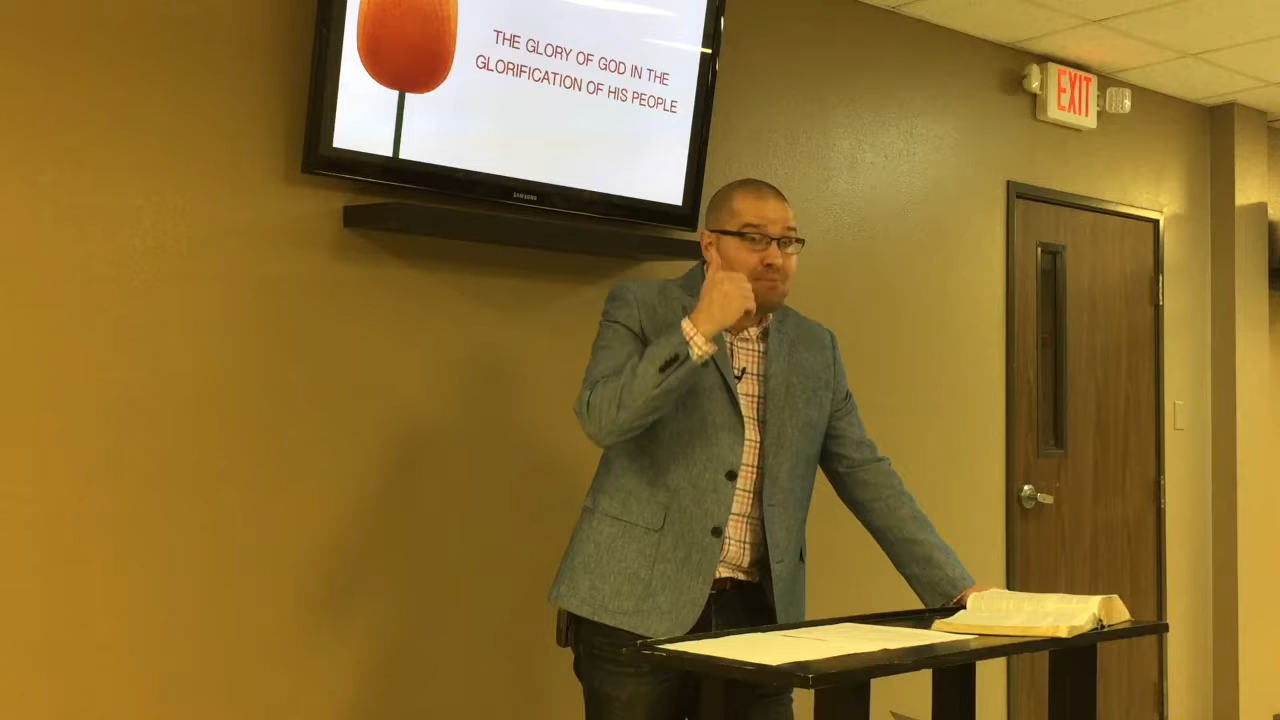 THE GLORY OF GOD IN THE
GLORIFICATION OF HIS PEOPLE
SAMSUNG
EXIT